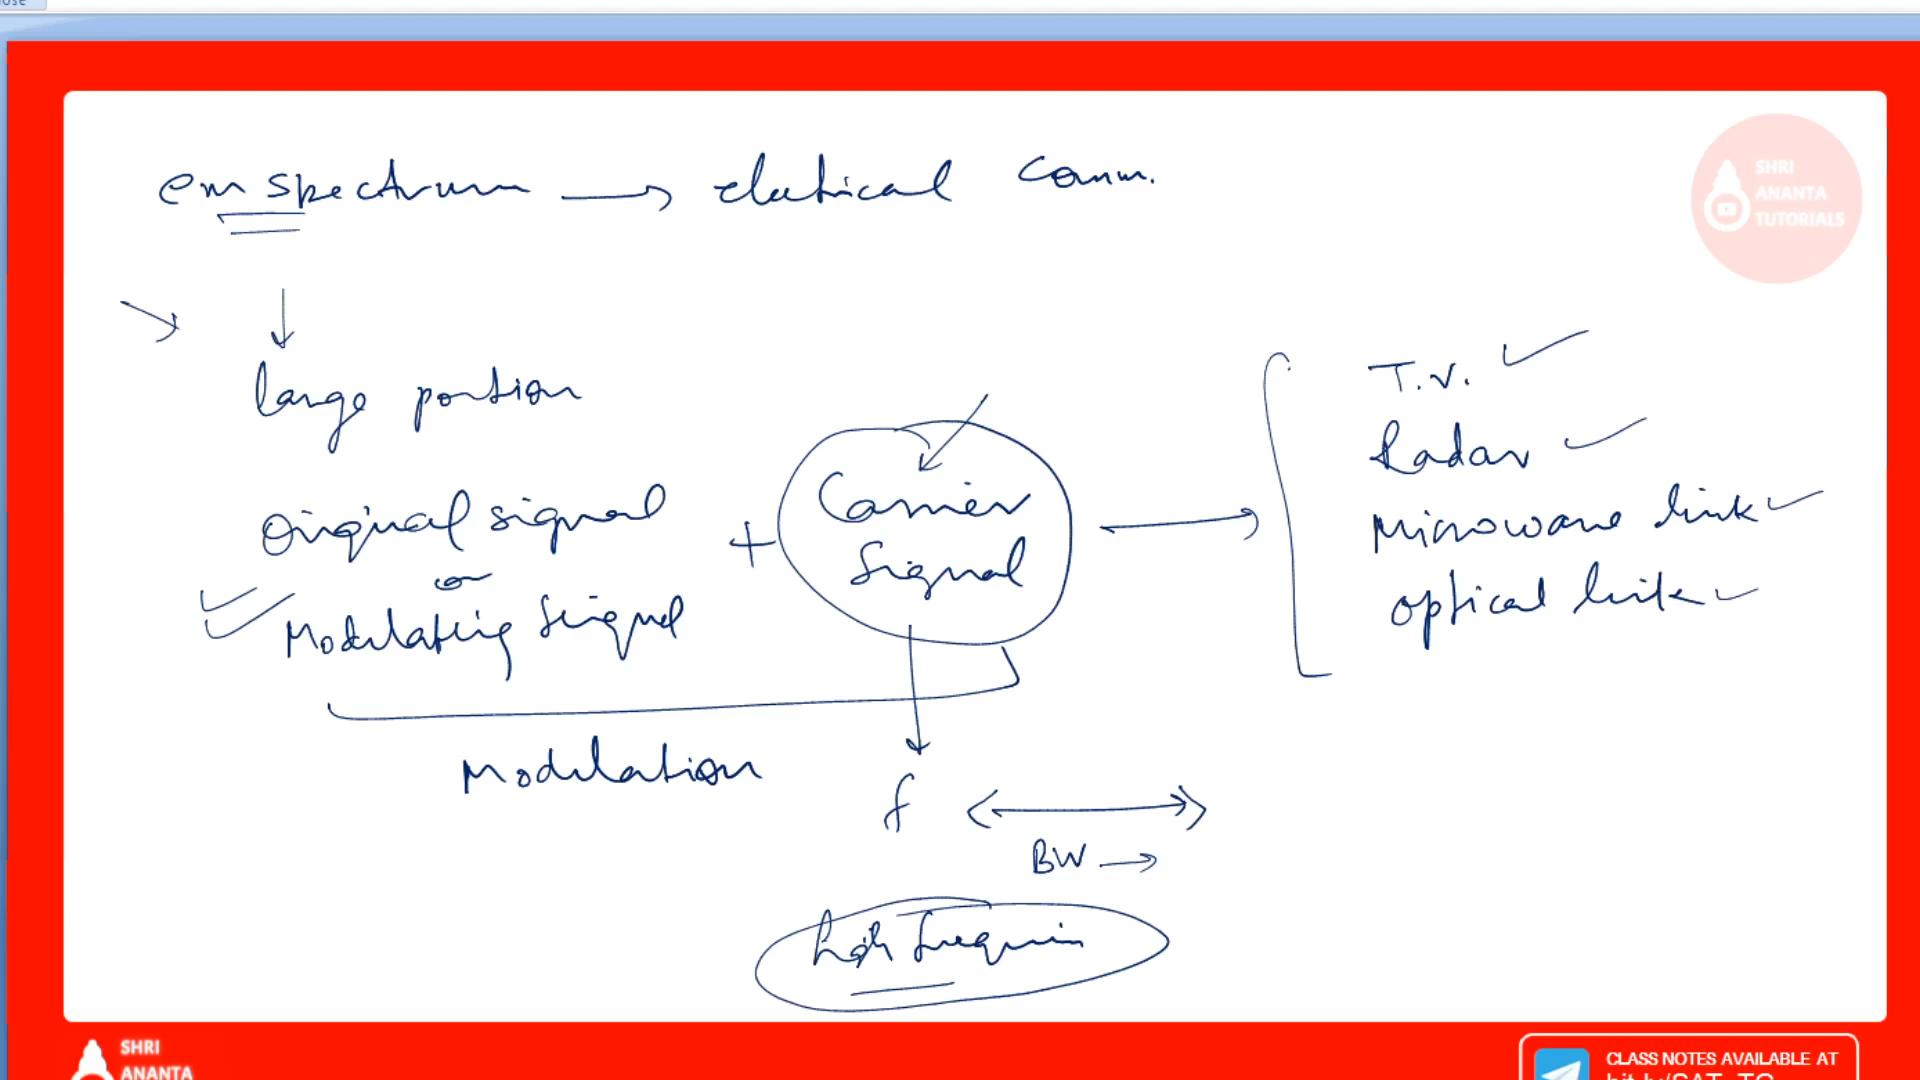 em spectrum → electrical comm.
large portion
original signal
or
Modulating signal
+
Carrier
signal
T.V.
Radar
Microwave link
optical link
Modulation
f
BW →
high
SHRI
ANANTA
TUTORIALS
SHRI
ANANTA
CLASS NOTES AVAILABLE AT